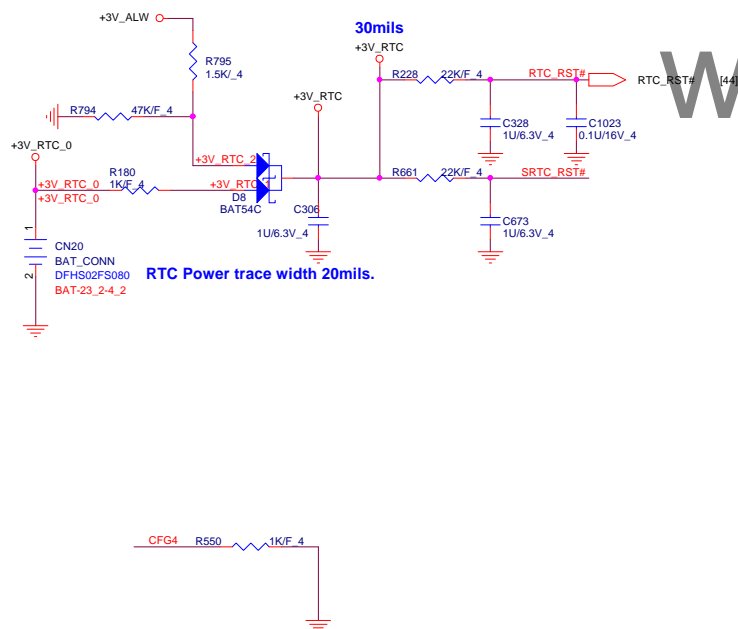 +3V_ALW
30mils
+3V_RTC
R795
1.5K/_4
R228
22K/F_4
RTC_RST#
RTC_RST#
[44]
W
+3V_RTC
R794
47K/F_4
C328
1U/6.3V_4
C1023
0.1U/16V_4
+3V_RTC_0
+3V_RTC_2
R180
1K/F_4
+3V_RTC_0
+3V_RTC_0
+3V_RTC_1
R661
22K/F_4
SRTC_RST#
D8
BAT54C
C306
1U/6.3V_4
C673
1U/6.3V_4
1
CN20
BAT_CONN
DFHS02FS080
BAT-23_2-4_2
2
RTC Power trace width 20mils.
CFG4
R550
1K/F_4